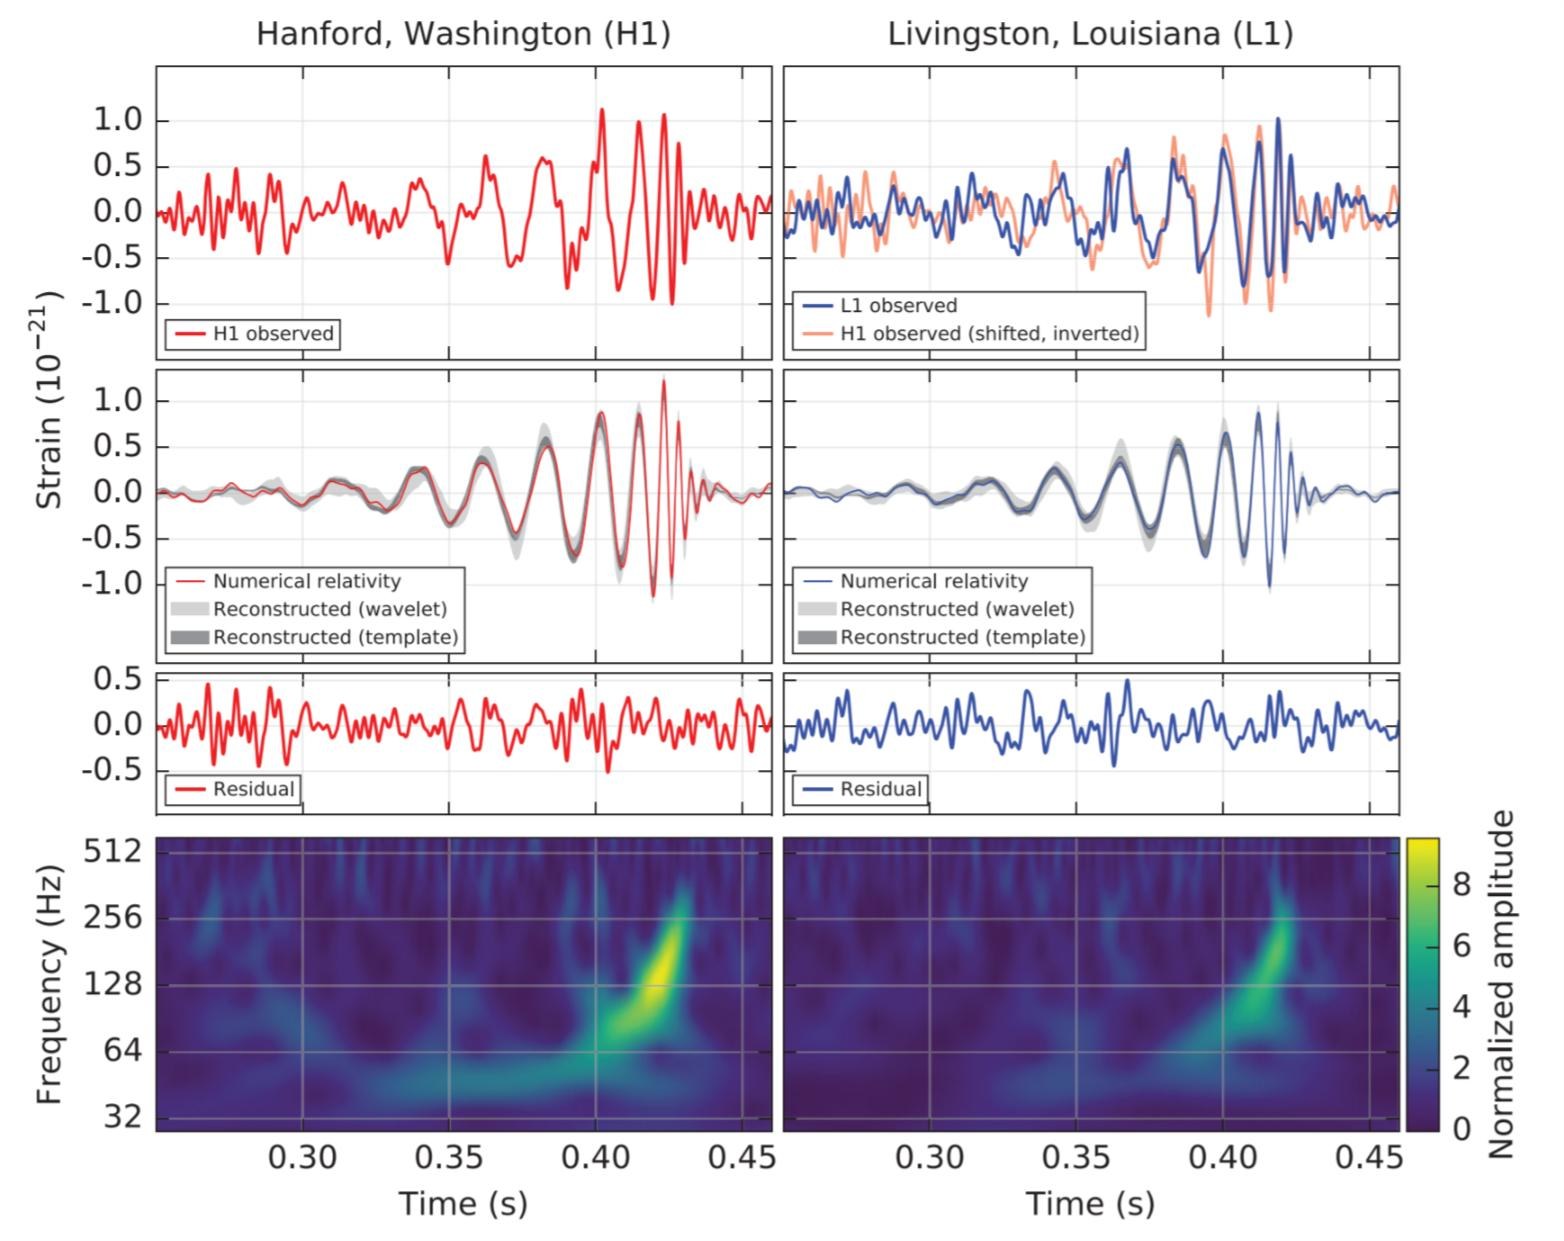 Hanford, Washington (H1)
Livingston, Louisiana (L1)
Strain (10⁻²¹)
1.0
0.5
0.0
-0.5
-1.0
H1 observed
L1 observed
H1 observed (shifted, inverted)
1.0
0.5
0.0
-0.5
-1.0
Numerical relativity
Reconstructed (wavelet)
Reconstructed (template)
Numerical relativity
Reconstructed (wavelet)
Reconstructed (template)
0.5
0.0
-0.5
Residual
Residual
Frequency (Hz)
512
256
128
64
32
0.30 0.35 0.40 0.45
Time (s)
0.30 0.35 0.40 0.45
Time (s)
8
6
4
2
0
Normalized amplitude